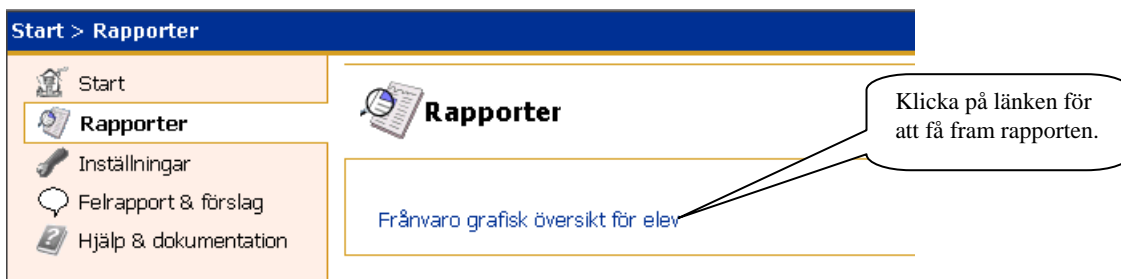 Start > Rapporter
Start
Rapporter
Inställningar
Felrapport & förslag
Hjälp & dokumentation
Rapporter
Frånvaro grafisk översikt för elev
Klicka på länken för
att få fram rapporten.